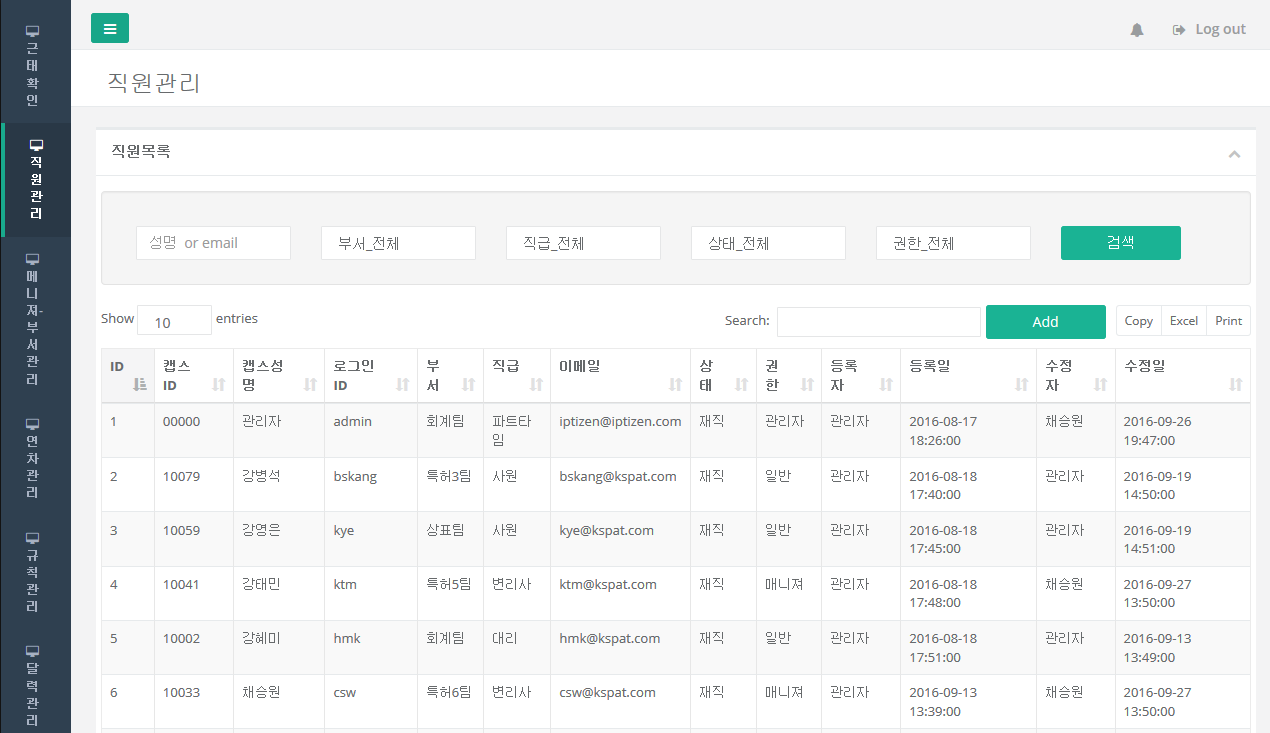 Log out
근태확인
직원관리
메니저-부서관리
연차관리
규칙관리
달력관리
직원관리
직원목록
성명 or email 부서_전체 직급_전체 상태_전체 권한_전체 검색
Show 10 entries Search: Add Copy Excel Print
ID 캡스ID 캡스성명 로그인ID 부서 직급 이메일 상태 권한 등록자 등록일 수정자 수정일
1 00000 관리자 admin 회계팀 파트타임 iptizen@iptizen.com 재직 관리자 관리자 2016-08-17 18:26:00 채승원 2016-09-26 19:47:00
2 10079 강병석 bskang 특허3팀 사원 bskang@kspat.com 재직 일반 관리자 2016-08-18 17:40:00 관리자 2016-09-19 14:50:00
3 10059 강영은 kye 상표팀 사원 kye@kspat.com 재직 일반 관리자 2016-08-18 17:45:00 관리자 2016-09-19 14:51:00
4 10041 강태민 ktm 특허5팀 변리사 ktm@kspat.com 재직 매니져 관리자 2016-08-18 17:48:00 채승원 2016-09-27 13:50:00
5 10002 강혜미 hmk 회계팀 대리 hmk@kspat.com 재직 일반 관리자 2016-08-18 17:51:00 관리자 2016-09-13 13:49:00
6 10033 채승원 csw 특허6팀 변리사 csw@kspat.com 재직 매니져 관리자 2016-09-13 13:39:00 채승원 2016-09-27 13:50:00